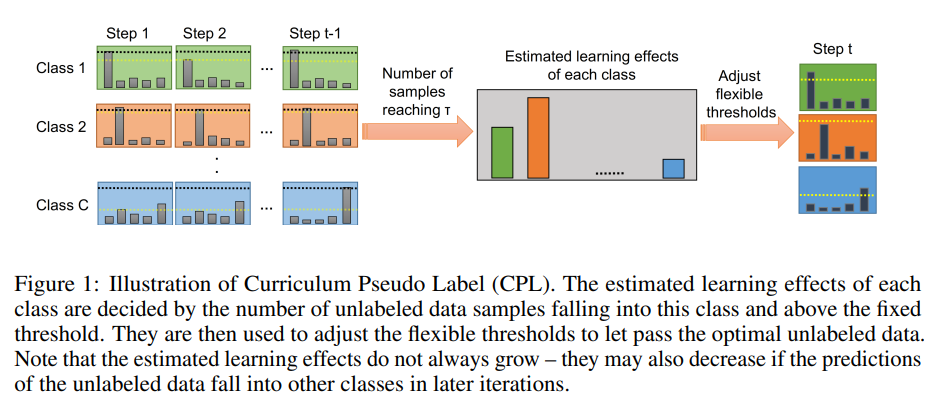 Step 1
Step 2
Step t-1
Class 1
Class 2
Class C
...
...
...
Number of
samples
reaching τ
Estimated learning effects
of each class
.......
Adjust
flexible
thresholds
Step t
Figure 1: Illustration of Curriculum Pseudo Label (CPL). The estimated learning effects of each
class are decided by the number of unlabeled data samples falling into this class and above the fixed
threshold. They are then used to adjust the flexible thresholds to let pass the optimal unlabeled data.
Note that the estimated learning effects do not always grow – they may also decrease if the predictions
of the unlabeled data fall into other classes in later iterations.